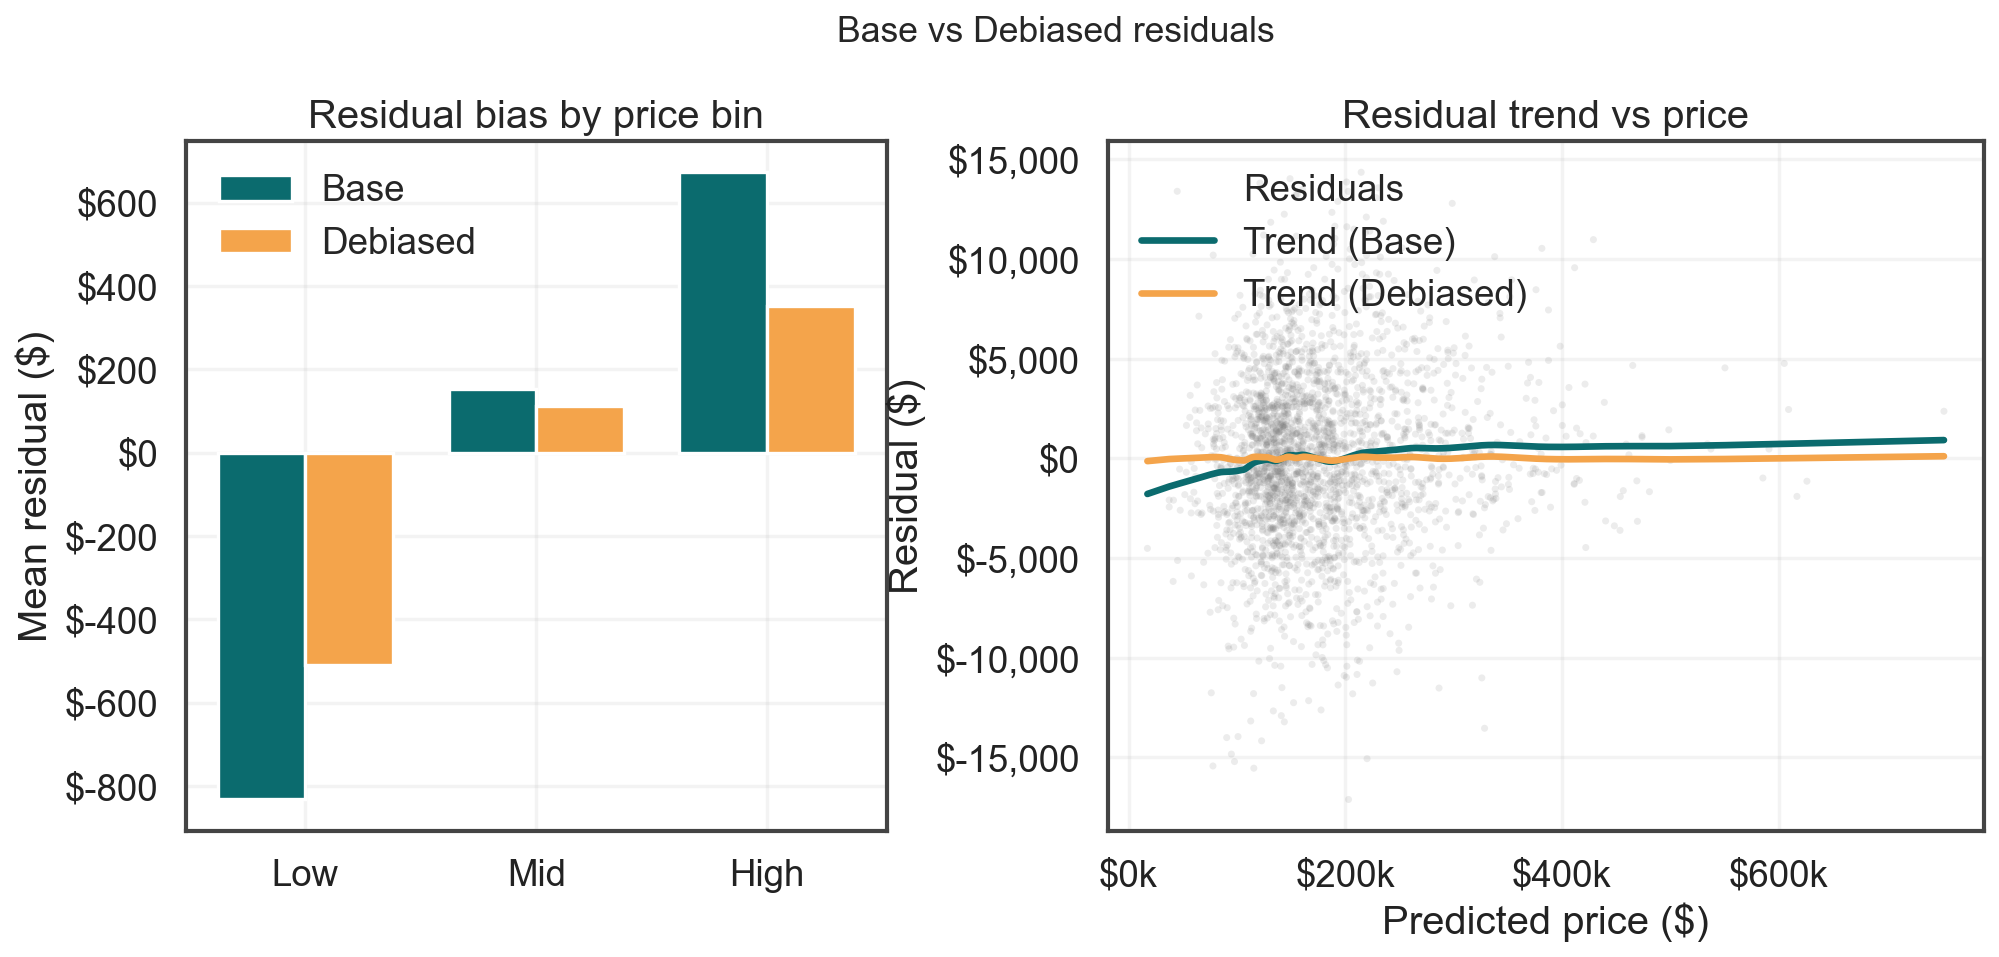 Base vs Debiased residuals
Residual bias by price bin
Mean residual ($)
$600
$400
$200
$0
$-200
$-400
$-600
$-800
Base
Debiased
Low
Mid
High
Residual trend vs price
Residual ($)
$15,000
$10,000
$5,000
$0
$-5,000
$-10,000
$-15,000
Residuals
Trend (Base)
Trend (Debiased)
$0k
$200k
$400k
$600k
Predicted price ($)